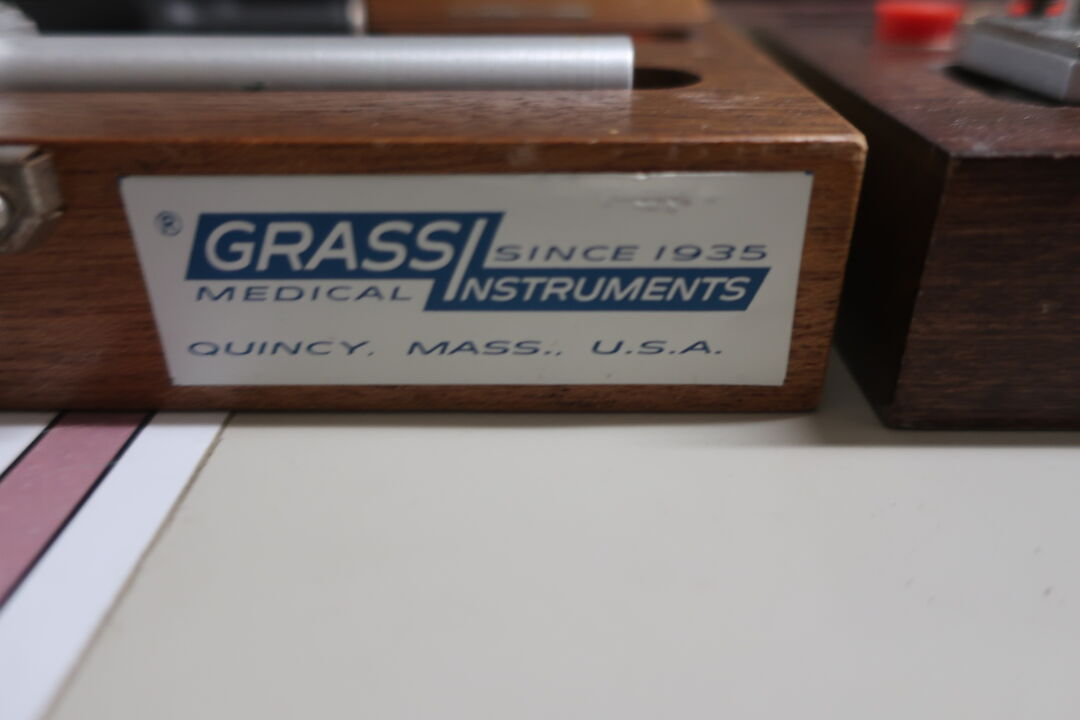 ® GRASS SINCE 1935
MEDICAL INSTRUMENTS
QUINCY, MASS., U.S.A.